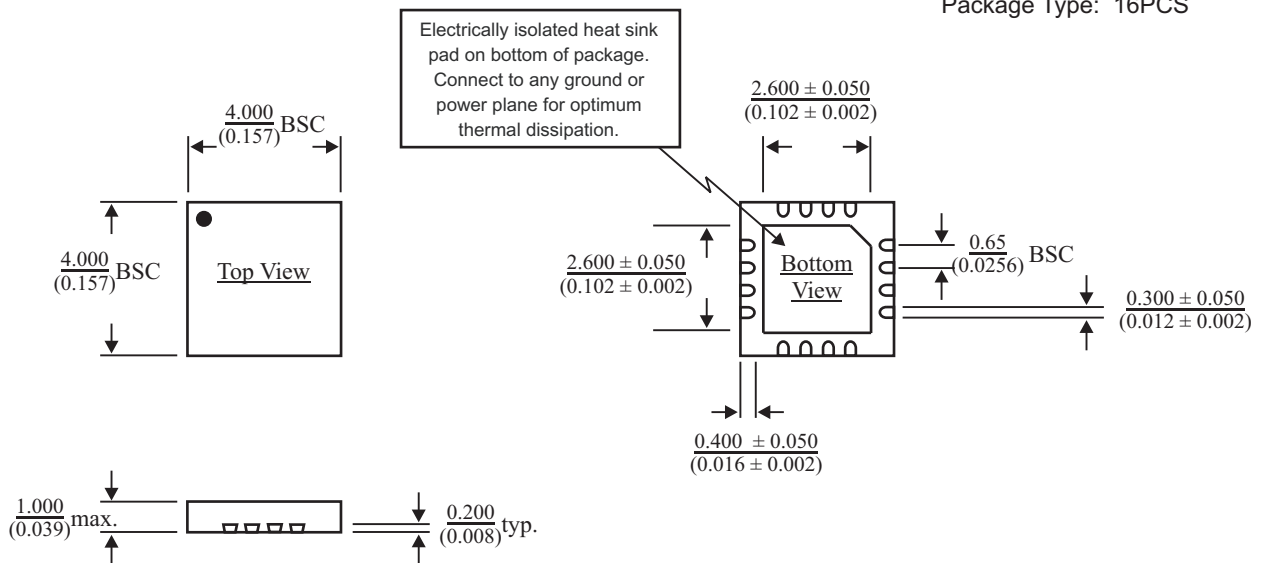 Package Type: 16PCS
Electrically isolated heat sink
pad on bottom of package.
Connect to any ground or
power plane for optimum
thermal dissipation.
4.000
(0.157)
BSC
2.600 ± 0.050
(0.102 ± 0.002)
4.000
(0.157)
BSC
Top View
2.600 ± 0.050
(0.102 ± 0.002)
Bottom
View
0.65
(0.0256)
BSC
0.300 ± 0.050
(0.012 ± 0.002)
0.400 ± 0.050
(0.016 ± 0.002)
1.000
(0.039)
max.
0.200
(0.008)
typ.